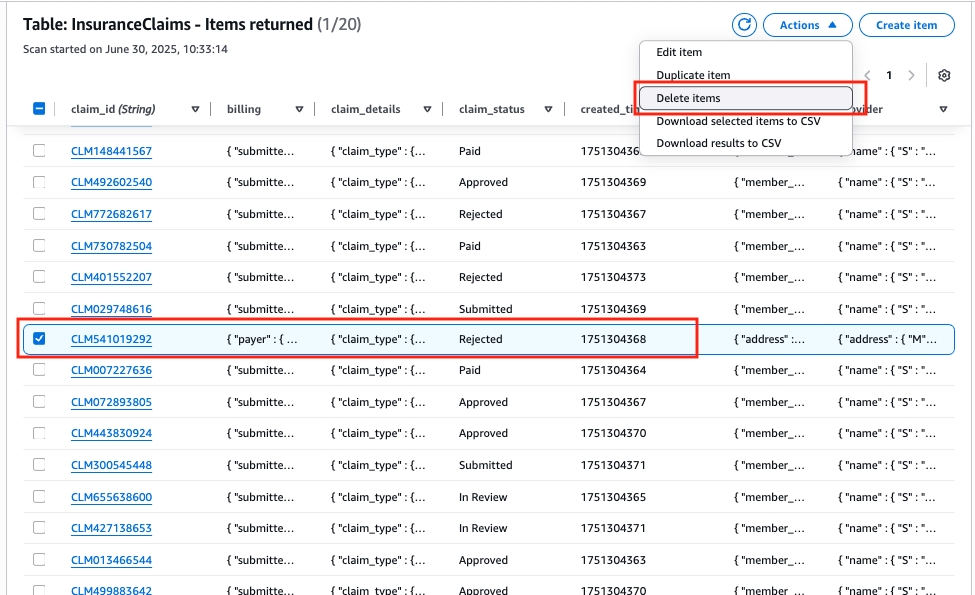 Table: InsuranceClaims - Items returned (1/20)
Actions
Create item
Scan started on June 30, 2025, 10:33:14
Edit item
Duplicate item
1
Delete items
Download selected items to CSV
Download results to CSV
claim_id (String) billing claim_details claim_status
CLM148441567 { "submitte... { "claim_type" : {... Paid { "name" : { "S" : "...
CLM492602540 { "submitte... { "claim_type" : {... Approved 1751304369 { "member_... { "name" : { "S" : "...
CLM772682617 { "submitte... { "claim_type" : {... Rejected 1751304367 { "member_... { "name" : { "S" : "...
CLM730782504 { "submitte... { "claim_type" : {... Paid 1751304363 { "member_... { "name" : { "S" : "...
CLM401552207 { "submitte... { "claim_type" : {... Rejected 1751304373 { "member_... { "name" : { "S" : "...
CLM029748616 { "submitte... { "claim_type" : {... Submitted 1751304369 { "member_... { "name" : { "S" : "...
CLM541019292 { "payer" : { ... { "claim_type" : {... Rejected 1751304368 { "address" :... { "address" : { "M"...
CLM007227636 { "submitte... { "claim_type" : {... Paid 1751304364 { "member_... { "name" : { "S" : "...
CLM072893805 { "submitte... { "claim_type" : {... Approved 1751304367 { "member_... { "name" : { "S" : "...
CLM443830924 { "submitte... { "claim_type" : {... Approved 1751304370 { "member_... { "name" : { "S" : "...
CLM300545448 { "submitte... { "claim_type" : {... Submitted 1751304371 { "member_... { "name" : { "S" : "...
CLM655638600 { "submitte... { "claim_type" : {... In Review 1751304365 { "member_... { "name" : { "S" : "...
CLM427138653 { "submitte... { "claim_type" : {... In Review 1751304371 { "member_... { "name" : { "S" : "...
CLM013466544 { "submitte... { "claim_type" : {... Approved 1751304363 { "member_... { "name" : { "S" : "...
CLM499883642 { "submitte... { "claim_type" : {... Approved 1751304370 { "member_... { "name" : { "S" : "...